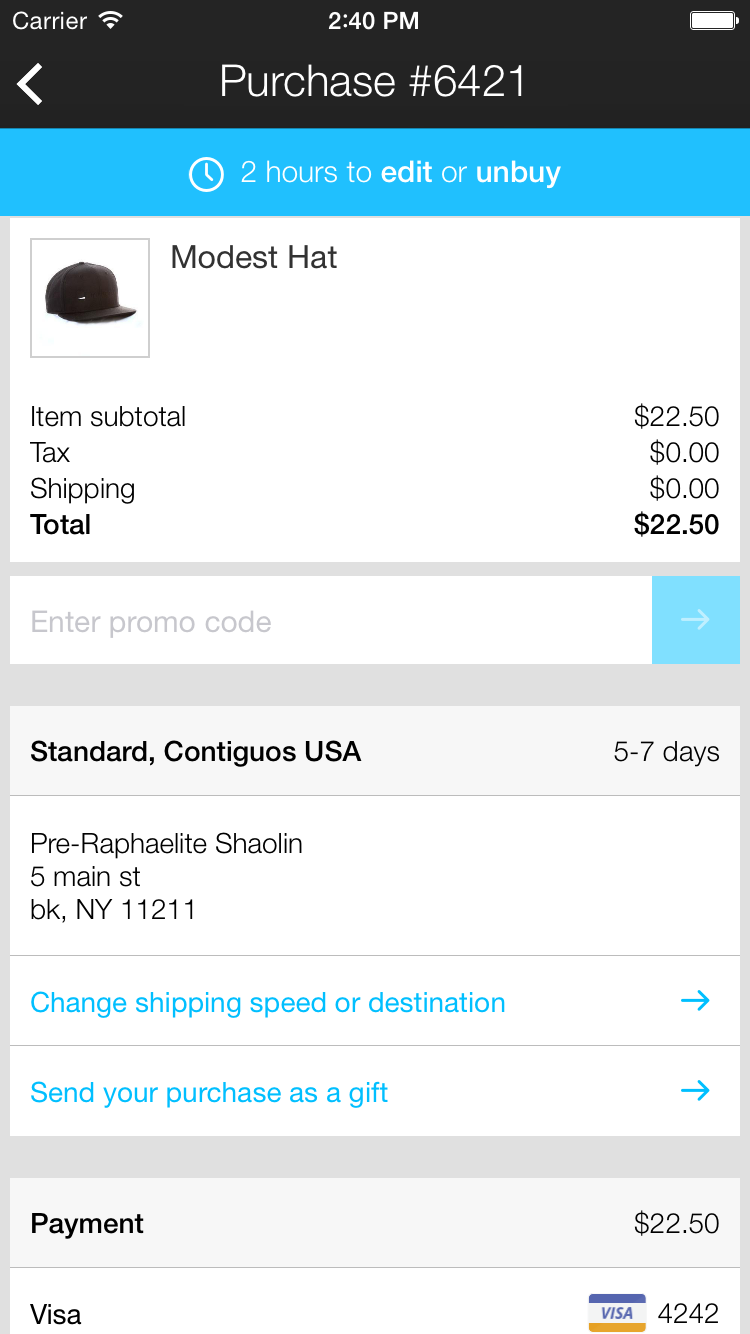 Carrier 2:40 PM
Purchase #6421
2 hours to edit or unbuy
Modest Hat
Item subtotal $22.50
Tax $0.00
Shipping $0.00
Total $22.50
Enter promo code
Standard, Contiguos USA 5-7 days
Pre-Raphaelite Shaolin
5 main st
bk, NY 11211
Change shipping speed or destination
Send your purchase as a gift
Payment $22.50
Visa VISA 4242